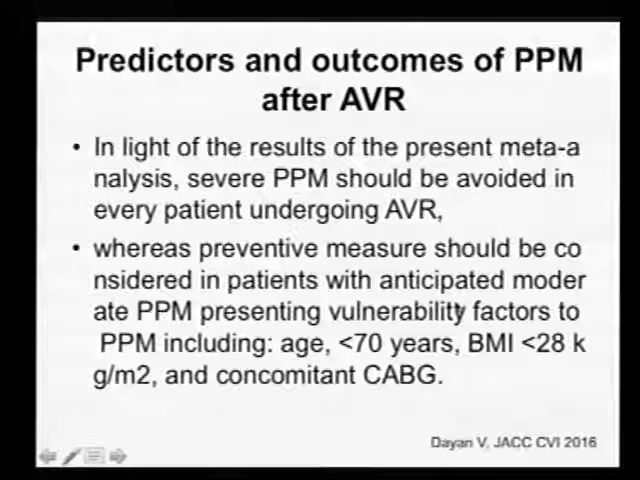 Predictors and outcomes of PPM
after AVR
• In light of the results of the present meta-a
nalysis, severe PPM should be avoided in
every patient undergoing AVR,
• whereas preventive measure should be co
nsidered in patients with anticipated moder
ate PPM presenting vulnerability factors to
PPM including: age, <70 years, BMI <28 k
g/m2, and concomitant CABG.
Dayan V, JACC CVI 2016